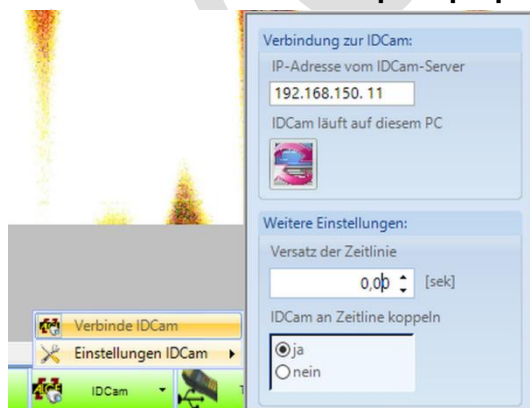 Verbindung zur IDCam:
IP-Adresse vom IDCam-Server
192.168.150. 11
IDCam läuft auf diesem PC
Weitere Einstellungen:
Versatz der Zeitlinie
0,00 [sek]
IDCam an Zeitline koppeln
ja
nein
Verbinde IDCam
Einstellungen IDCam
IDCam